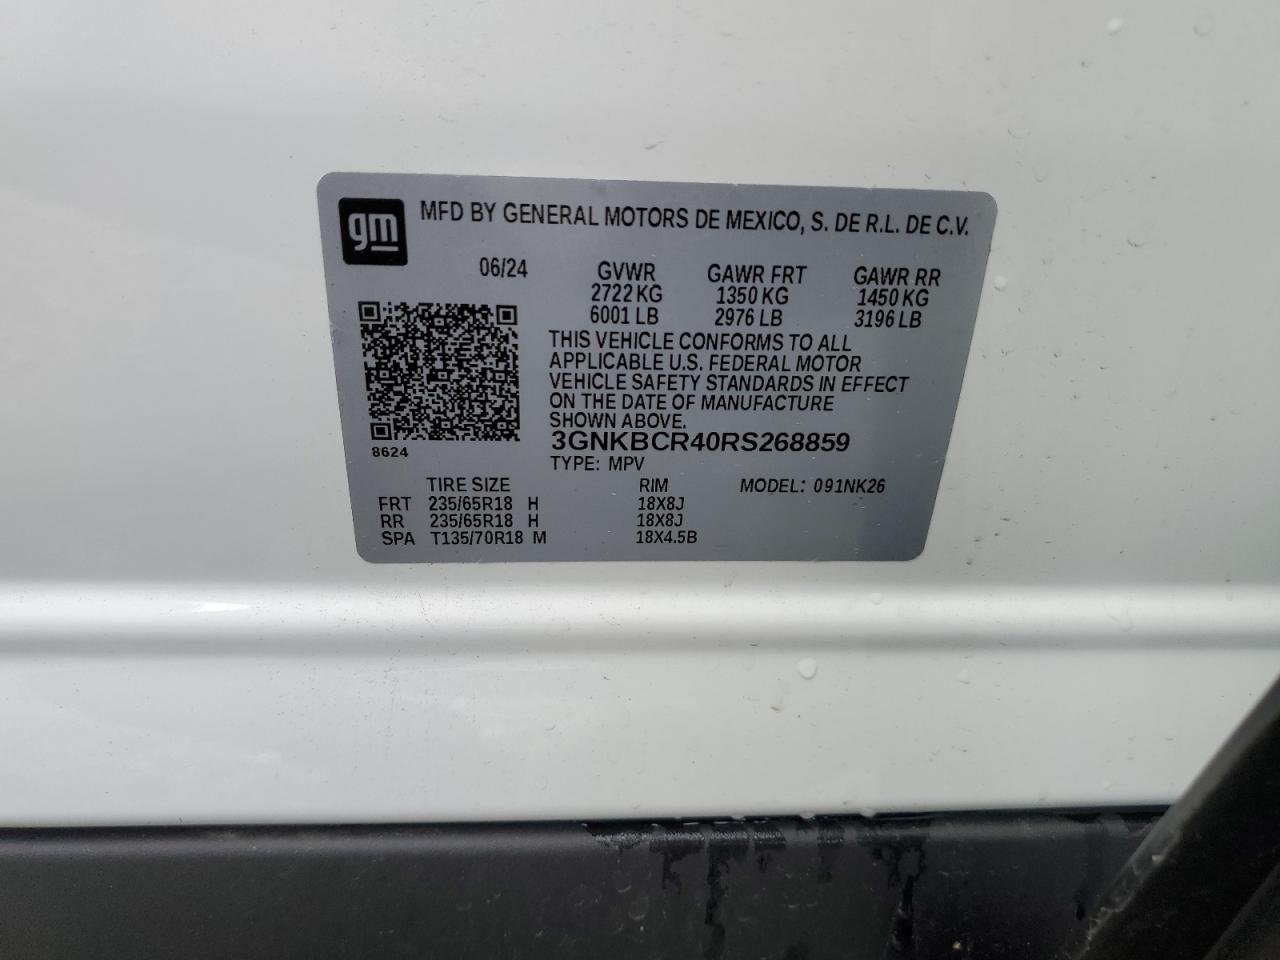 gm MFD BY GENERAL MOTORS DE MEXICO, S. DE R.L. DE C.V.
06/24 GVWR GAWR FRT GAWR RR
2722 KG 1350 KG 1450 KG
6001 LB 2976 LB 3196 LB
THIS VEHICLE CONFORMS TO ALL
APPLICABLE U.S. FEDERAL MOTOR
VEHICLE SAFETY STANDARDS IN EFFECT
ON THE DATE OF MANUFACTURE
SHOWN ABOVE.
3GNKBCR40RS268859
8624
TYPE: MPV
TIRE SIZE RIM MODEL: 091NK26
FRT 235/65R18 H 18X8J
RR 235/65R18 H 18X8J
SPA T135/70R18 M 18X4.5B